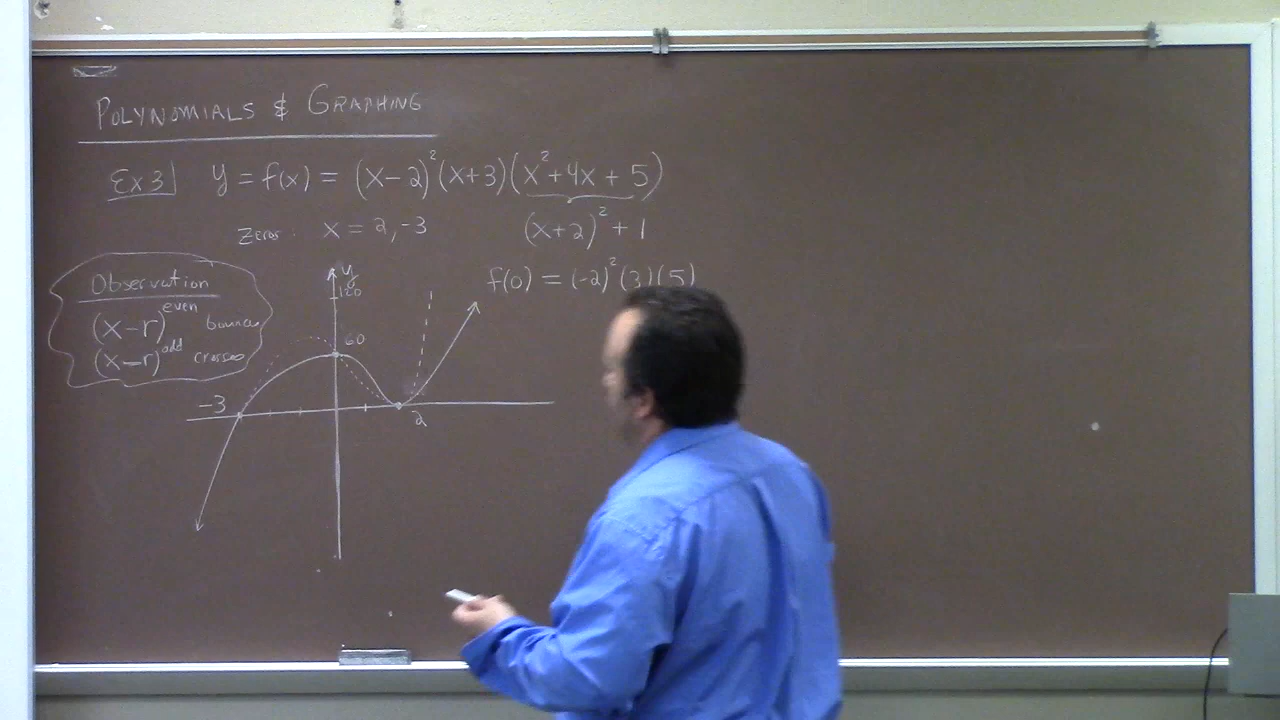 POLYNOMIALS & GRAPHING
Ex 3 y = f(x) = (x-2)²(x+3)(x²+4x+5)
(x+2)²+1
Zeros: x = 2, -3
f(0) = (-2)²(3)(5)
Observation
(x-r)^even bounces
(x-r)^odd crosses
y
120
60
-3
2